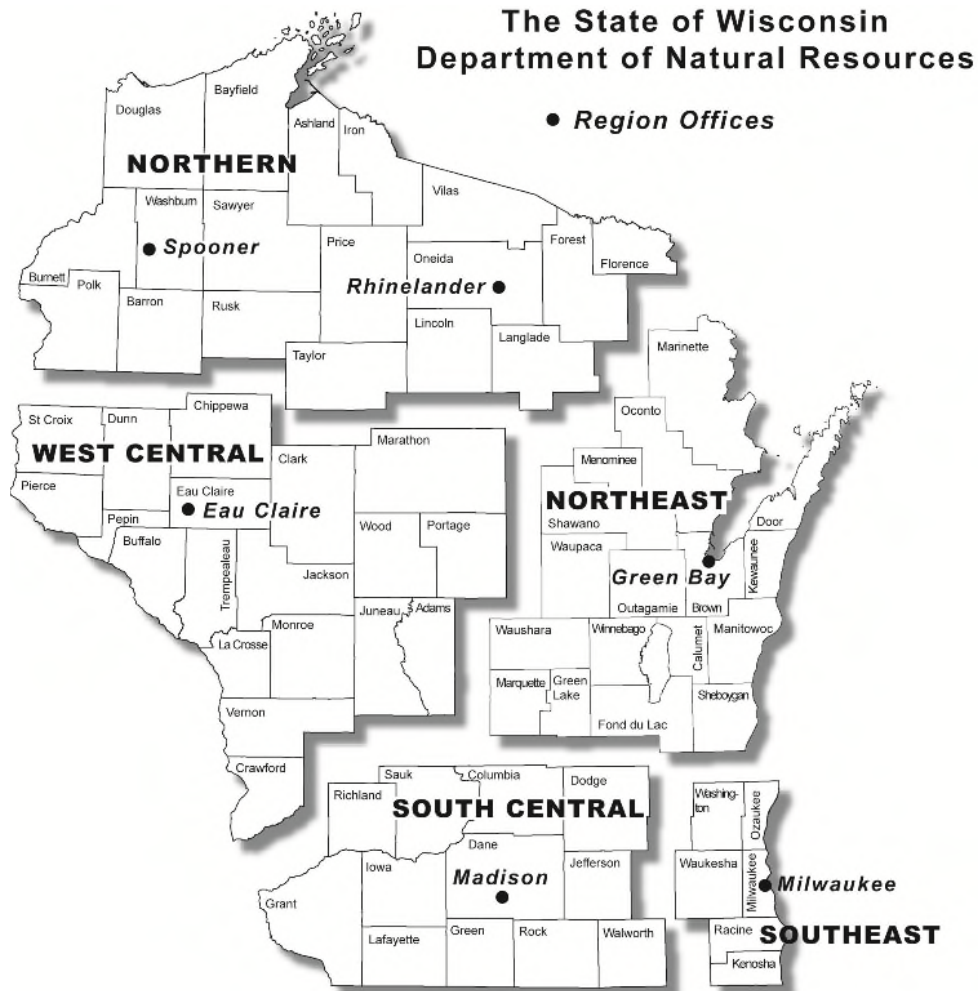 The State of Wisconsin
Department of Natural Resources
Region Offices
Douglas
Bayfield
Ashland
Iron
NORTHERN
Vilas
Washburn
Sawyer
Spooner
Price
Forest
Florence
Oneida
Rhinelander
Burnett
Polk
Barron
Rusk
Lincoln
Langlade
Taylor
Marinette
Chippewa
St Croix
Dunn
Oconto
WEST CENTRAL
Clark
Marathon
Menominee
Pierce
Eau Claire
Eau Claire
NORTHEAST
Pepin
Wood
Portage
Shawano
Door
Buffalo
Waupaca
Trempealeau
Jackson
Green Bay
Kewaunee
Juneau
Adams
Outagamie
Brown
Monroe
Waushara
Winnebago
Calumet
Manitowoc
La Crosse
Marquette
Green
Lake
Sheboygan
Vernon
Fond du Lac
Crawford
Sauk
Columbia
Dodge
Richland
SOUTH CENTRAL
Washing-
ton
Ozaukee
Dane
Iowa
Jefferson
Waukesha
Milwaukee
Madison
Milwaukee
Grant
Lafayette
Green
Rock
Walworth
Racine
SOUTHEAST
Kenosha